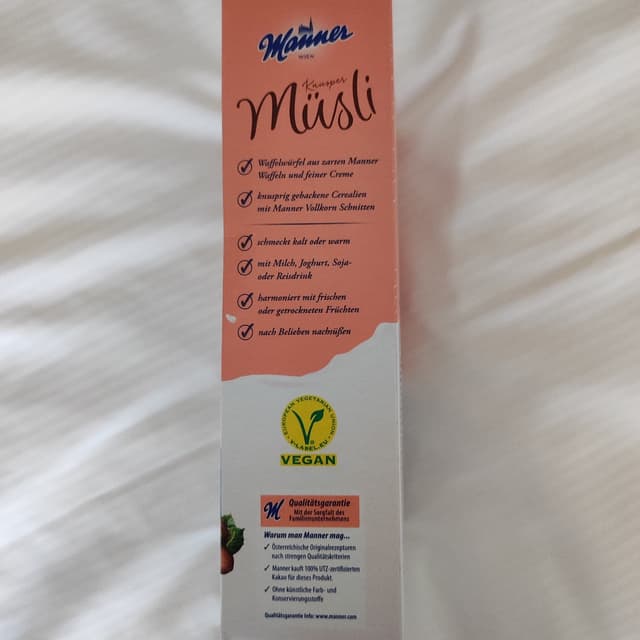 Manner
WIEN
Knusper
Müsli
Waffelwürfel aus zarten Manner
Waffeln und feiner Creme
knusprig gebackene Cerealien
mit Manner Vollkorn Schnitten
schmeckt kalt oder warm
mit Milch, Joghurt, Soja-
oder Reisdrink
harmoniert mit frischen
oder getrockneten Früchten
nach Belieben nachsüßen
EUROPEAN VEGETARIAN UNION
V-LABEL.EU
VEGAN
M Qualitätsgarantie
Mit der Sorgfalt des
Familienunternehmens
Warum man Manner mag...
Österreichische Originalrezepturen
nach strengen Qualitätskriterien
Manner kauft 100% UTZ-zertifizierten
Kakao für dieses Produkt
Ohne künstliche Farb- und
Konservierungsstoffe
Qualitätsgarantie Info: www.manner.com